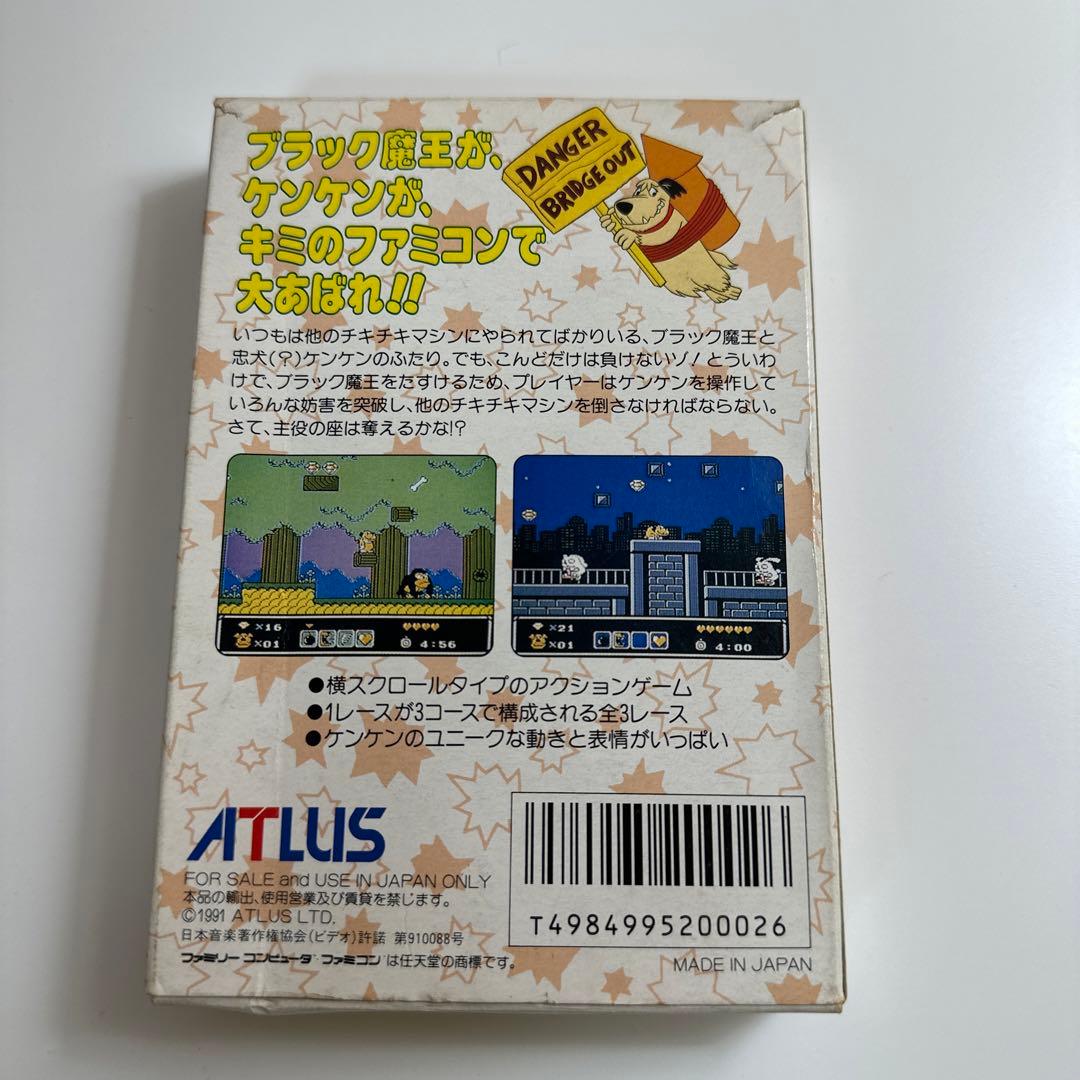 ブラック魔王が、
ケンケンが、
キミのファミコンで
大あばれ!!
DANGER
BRIDGE OUT
いつもは他のチキチキマシンにやられてばかりいる、ブラック魔王と
忠犬(?)ケンケンのふたり。でも、こんどだけは負けないゾ!とういわ
けで、ブラック魔王をたすけるため、プレイヤーはケンケンを操作して
いろんな妨害を突破し、他のチキチキマシンを倒さなければならない。
さて、主役の座は奪えるかな!?
×16
×01
4:56
×21
×01
4:00
●横スクロールタイプのアクションゲーム
●1レースが3コースで構成される全3レース
●ケンケンのユニークな動きと表情がいっぱい
ATLUS
FOR SALE and USE IN JAPAN ONLY
本品の輸出、使用営業及び賃貸を禁じます。
©1991 ATLUS LTD.
日本音楽著作権協会(ビデオ)許諾 第910088号
ファミリーコンピュータ・ファミコンは任天堂の商標です。
T4984995200026
MADE IN JAPAN